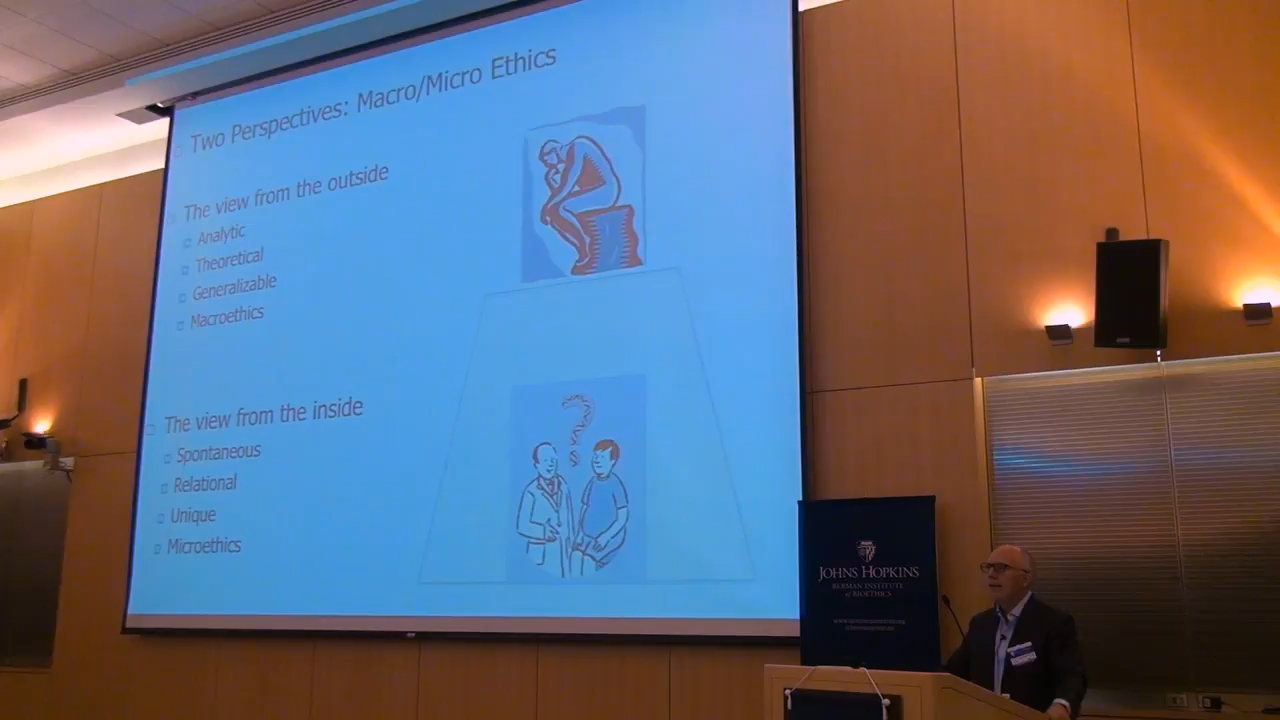 Two Perspectives: Macro/Micro Ethics
The view from the outside
Analytic
Theoretical
Generalizable
Macroethics
The view from the inside
Spontaneous
Relational
Unique
Microethics
?
JOHNS HOPKINS
BERMAN INSTITUTE
of BIOETHICS